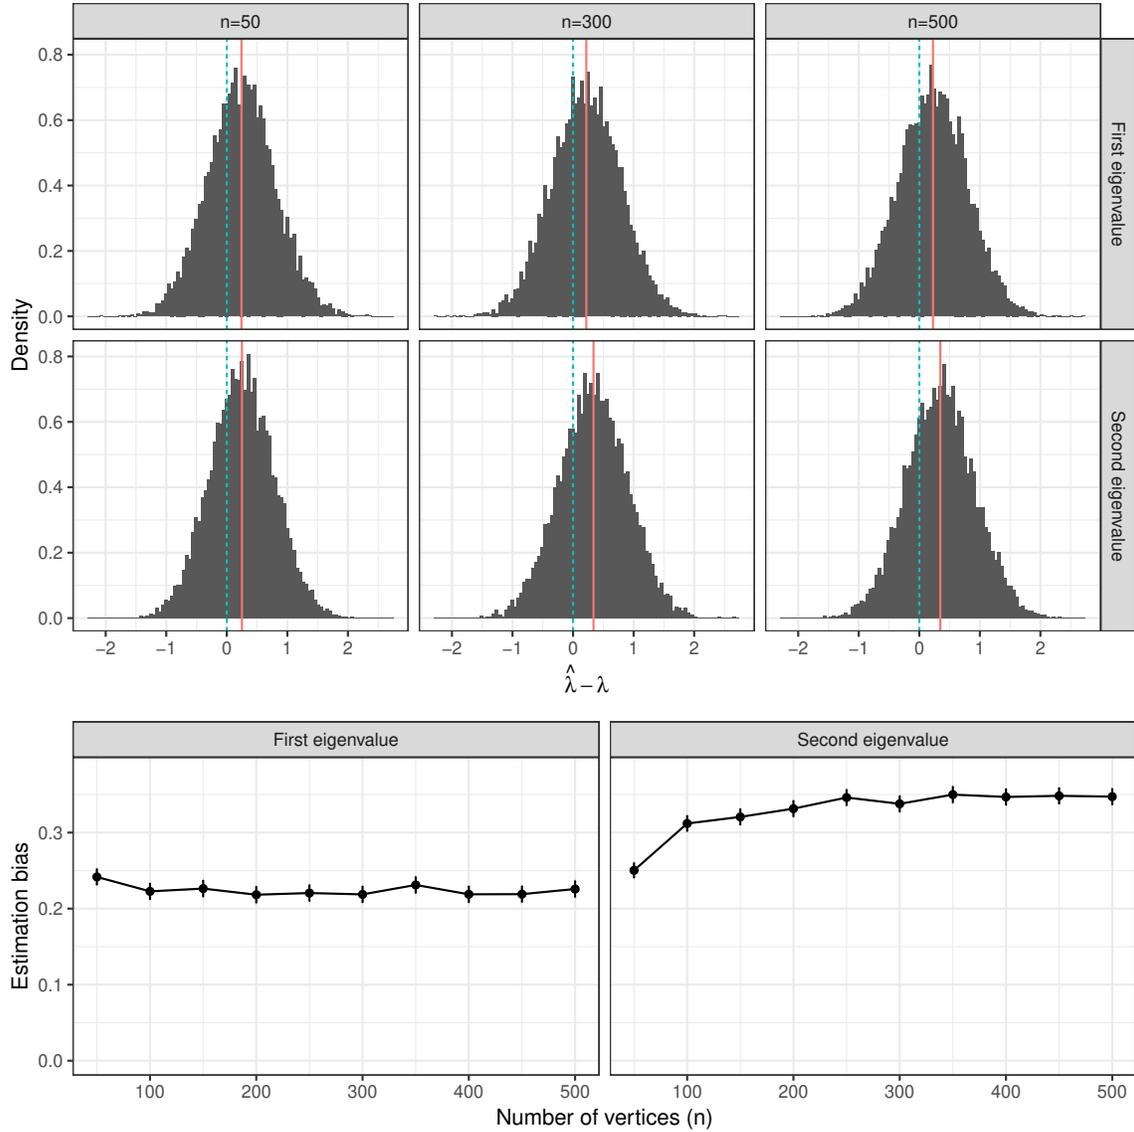 n=50 n=300 n=500
0.8
0.6
0.4
0.2
0.0
First eigenvalue
Density
0.8
0.6
0.4
0.2
0.0
Second eigenvalue
−2 −1 0 1 2 −2 −1 0 1 2 −2 −1 0 1 2
λ̂ − λ
First eigenvalue Second eigenvalue
0.3
0.2
0.1
0.0
Estimation bias
100 200 300 400 500 100 200 300 400 500
Number of vertices (n)